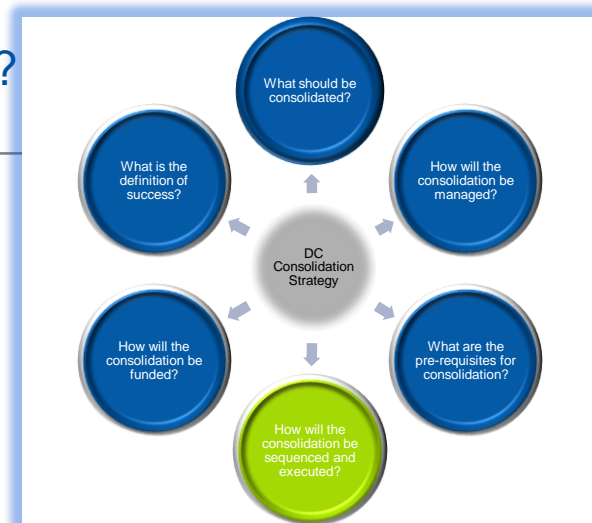 ?
What should be
consolidated?
What is the
definition of
success?
How will the
consolidation be
managed?
DC
Consolidation
Strategy
How will the
consolidation be
funded?
What are the
pre-requisites for
consolidation?
How will the
consolidation be
sequenced and
executed?